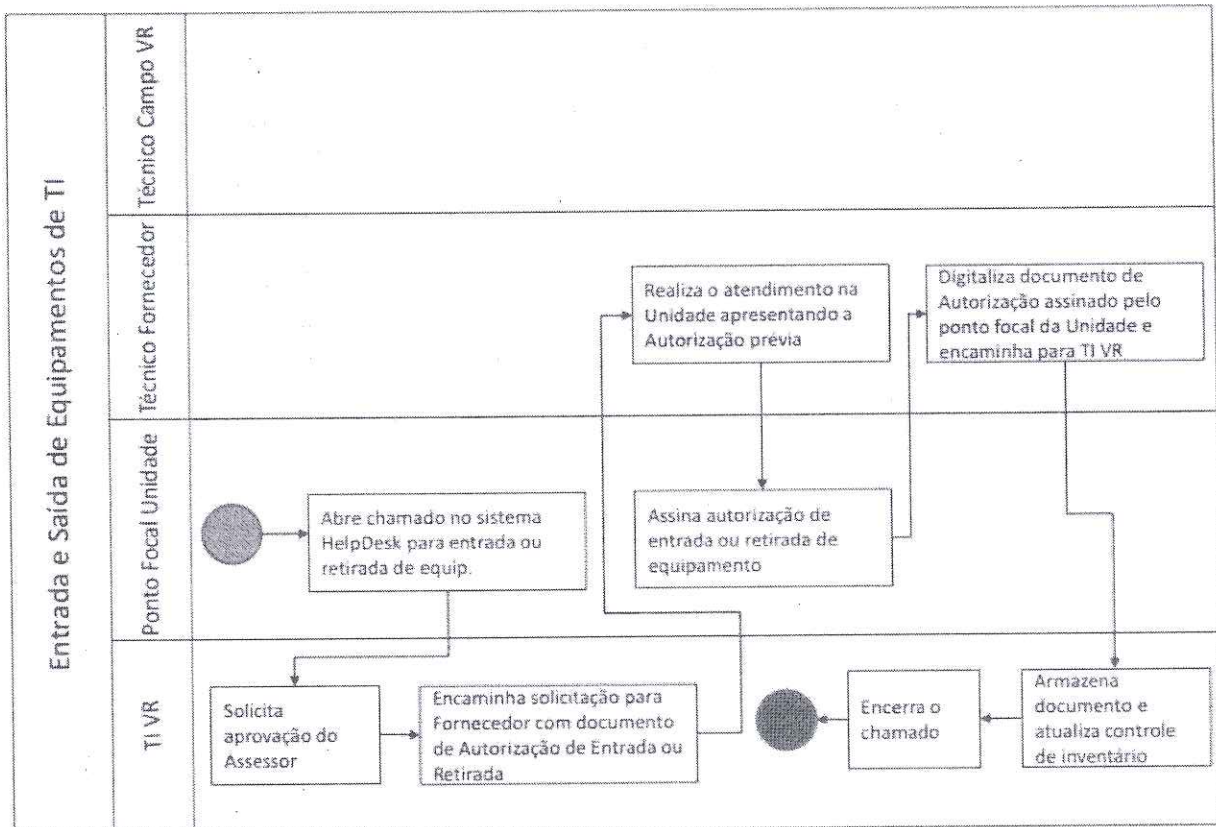 Entrada e Saída de Equipamentos de TI
Técnico Campo VR
Técnico Fornecedor
Realiza o atendimento na
Unidade apresentando a
Autorização prévia
Digitaliza documento de
Autorização assinado pelo
ponto focal da Unidade e
encaminha para TI VR
Ponto Focal Unidade
Abre chamado no sistema
HelpDesk para entrada ou
retirada de equip.
Assina autorização de
entrada ou retirada de
equipamento
TI VR
Solicita
aprovação do
Assessor
Encaminha solicitação para
Fornecedor com documento
de Autorização de Entrada ou
Retirada
Encerra o
chamado
Armazena
documento e
atualiza controle
de inventário